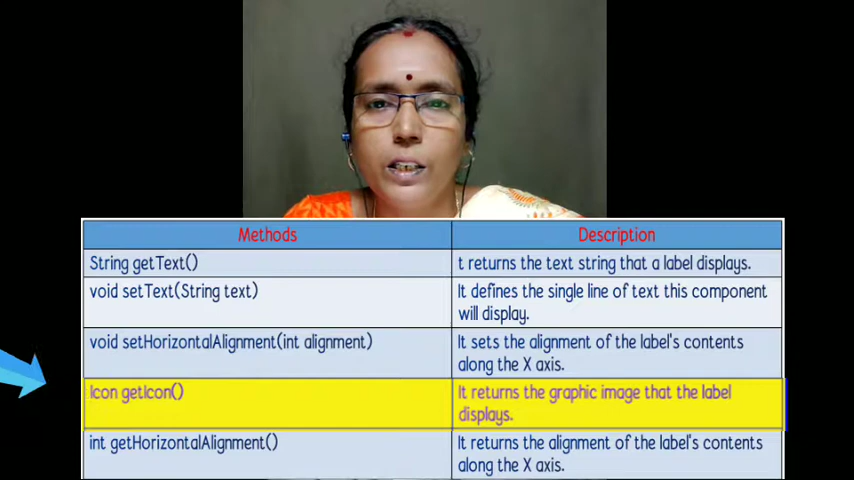 Methods
Description
String getText()
t returns the text string that a label displays.
void setText(String text)
It defines the single line of text this component
will display.
void setHorizontalAlignment(int alignment)
It sets the alignment of the label's contents
along the X axis.
Icon getIcon()
It returns the graphic image that the label
displays.
int getHorizontalAlignment()
It returns the alignment of the label's contents
along the X axis.